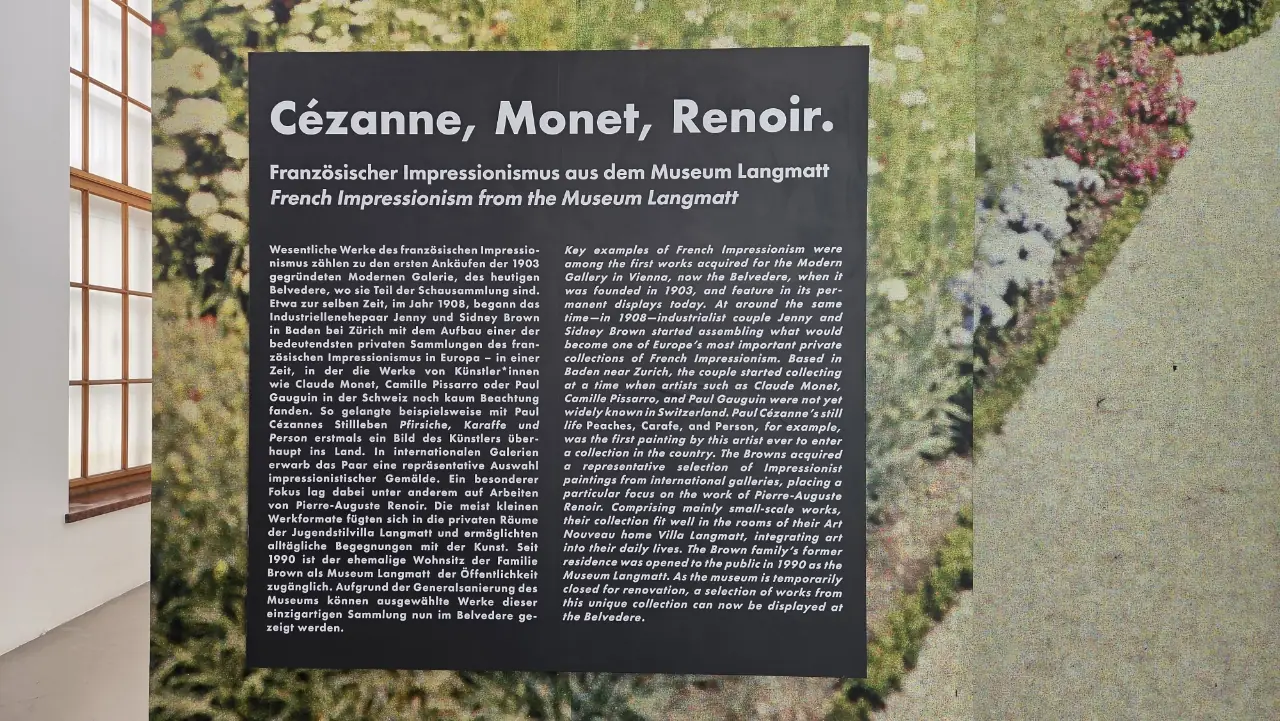 Cézanne, Monet, Renoir.
Französischer Impressionismus aus dem Museum Langmatt
French Impressionism from the Museum Langmatt
Wesentliche Werke des französischen Impressio-
nismus zählen zu den ersten Ankäufen der 1903
gegründeten Modernen Galerie, des heutigen
Belvedere, wo sie Teil der Schausammlung sind.
Etwa zur selben Zeit, im Jahr 1908, begann das
Industriellenehepaar Jenny und Sidney Brown
in Baden bei Zürich mit dem Aufbau einer der
bedeutendsten privaten Sammlungen des fran-
zösischen Impressionismus in Europa – in einer
Zeit, in der die Werke von Künstler*innen
wie Claude Monet, Camille Pissarro oder Paul
Gauguin in der Schweiz noch kaum Beachtung
fanden. So gelangte beispielsweise mit Paul
Cézannes Stillleben Pfirsiche, Karaffe und
Person erstmals ein Bild des Künstlers über-
haupt ins Land. In internationalen Galerien
erwarb das Paar eine repräsentative Auswahl
impressionistischer Gemälde. Ein besonderer
Fokus lag dabei unter anderem auf Arbeiten
von Pierre-Auguste Renoir. Die meist kleinen
Werkformate fügten sich in die privaten Räume
der Jugendstilvilla Langmatt und ermöglichten
alltägliche Begegnungen mit der Kunst. Seit
1990 ist der ehemalige Wohnsitz der Familie
Brown als Museum Langmatt der Öffentlichkeit
zugänglich. Aufgrund der Generalsanierung des
Museums können ausgewählte Werke dieser
einzigartigen Sammlung nun im Belvedere ge-
zeigt werden.
Key examples of French Impressionism were
among the first works acquired for the Modern
Gallery in Vienna, now the Belvedere, when it
was founded in 1903, and feature in its per-
manent displays today. At around the same
time—in 1908—industrialist couple Jenny and
Sidney Brown started assembling what would
become one of Europe's most important private
collections of French Impressionism. Based in
Baden near Zurich, the couple started collecting
at a time when artists such as Claude Monet,
Camille Pissarro, and Paul Gauguin were not yet
widely known in Switzerland. Paul Cézanne's still
life Peaches, Carafe, and Person, for example,
was the first painting by this artist ever to enter
a collection in the country. The Browns acquired
a representative selection of Impressionist
paintings from international galleries, placing a
particular focus on the work of Pierre-Auguste
Renoir. Comprising mainly small-scale works,
their collection fit well in the rooms of their Art
Nouveau home Villa Langmatt, integrating art
into their daily lives. The Brown family's former
residence was opened to the public in 1990 as the
Museum Langmatt. As the museum is temporarily
closed for renovation, a selection of works from
this unique collection can now be displayed at
the Belvedere.